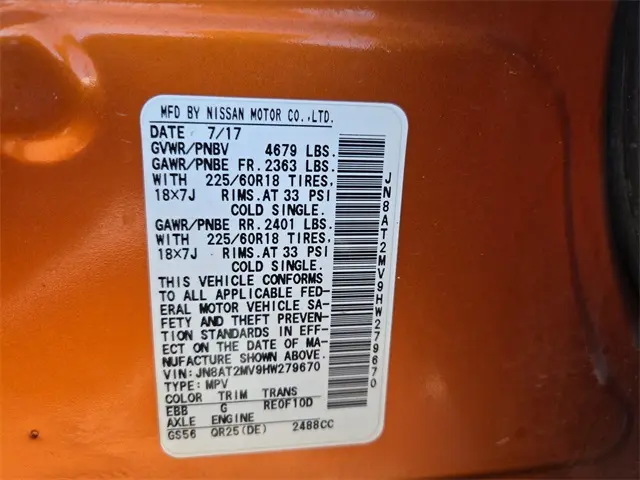 MFD BY NISSAN MOTOR CO.,LTD.
DATE : 7/17
GVWR/PNBV 4679 LBS.
GAWR/PNBE FR. 2363 LBS.
WITH 225/60R18 TIRES,
18×7J RIMS.AT 33 PSI
COLD SINGLE.
GAWR/PNBE RR. 2401 LBS.
WITH 225/60R18 TIRES,
18×7J RIMS.AT 33 PSI
COLD SINGLE.
THIS VEHICLE CONFORMS
TO ALL APPLICABLE FED-
ERAL MOTOR VEHICLE SA-
FETY AND THEFT PREVEN-
TION STANDARDS IN EFF-
ECT ON THE DATE OF MA-
NUFACTURE SHOWN ABOVE.
VIN: JN8AT2MV9HW279670
TYPE: MPV
COLOR TRIM TRANS
EBB G RE0F10D
AXLE ENGINE
GS56 QR25(DE) 2488CC
JN8AT2MV9HW279670